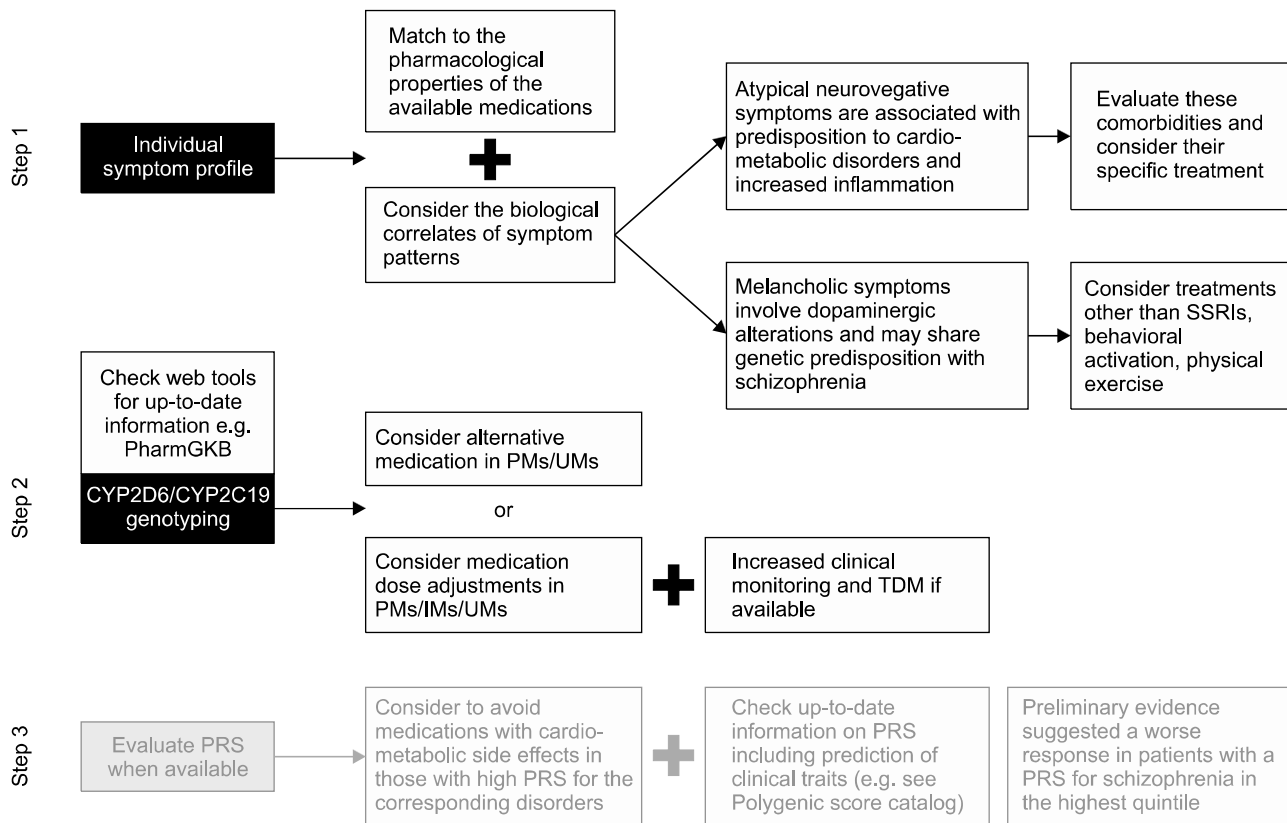 Step 1
Individual
symptom profile
Match to the
pharmacological
properties of the
available medications
Consider the biological
correlates of symptom
patterns
Atypical neurovegative
symptoms are associated with
predisposition to cardio-
metabolic disorders and
increased inflammation
Evaluate these
comorbidities and
consider their
specific treatment
Melancholic symptoms
involve dopaminergic
alterations and may share
genetic predisposition with
schizophrenia
Consider treatments
other than SSRIs,
behavioral
activation, physical
exercise
Step 2
Check web tools
for up-to-date
information e.g.
PharmGKB
CYP2D6/CYP2C19
genotyping
Consider alternative
medication in PMs/UMs
or
Consider medication
dose adjustments in
PMs/IMs/UMs
Increased clinical
monitoring and TDM if
available
Step 3
Evaluate PRS
when available
Consider to avoid
medications with cardio-
metabolic side effects in
those with high PRS for the
corresponding disorders
Check up-to-date
information on PRS
including prediction of
clinical traits (e.g. see
Polygenic score catalog)
Preliminary evidence
suggested a worse
response in patients with a
PRS for schizophrenia in
the highest quintile